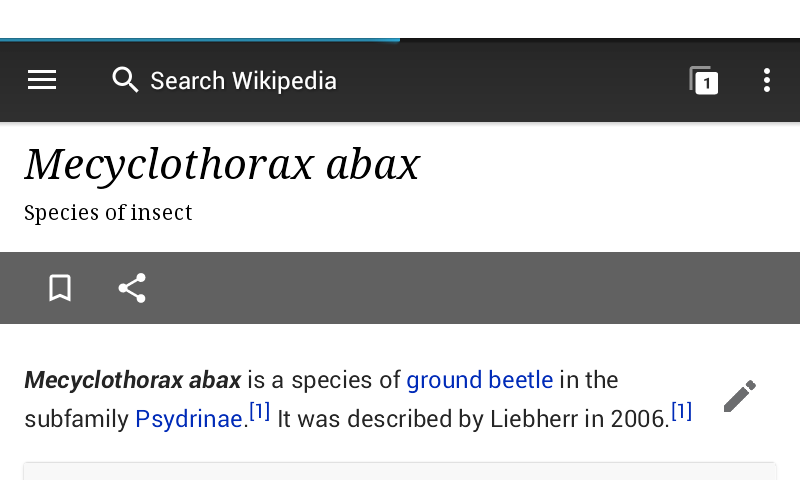 Search Wikipedia
1
Mecyclothorax abax
Species of insect
Mecyclothorax abax is a species of ground beetle in the
subfamily Psydrinae.[1] It was described by Liebherr in 2006.[1]